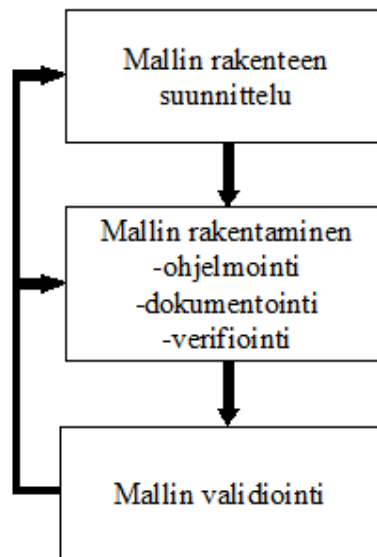 Mallin rakenteen
suunnittelu
Mallin rakentaminen
-ohjelmointi
-dokumentointi
-verifiointi
Mallin validiointi